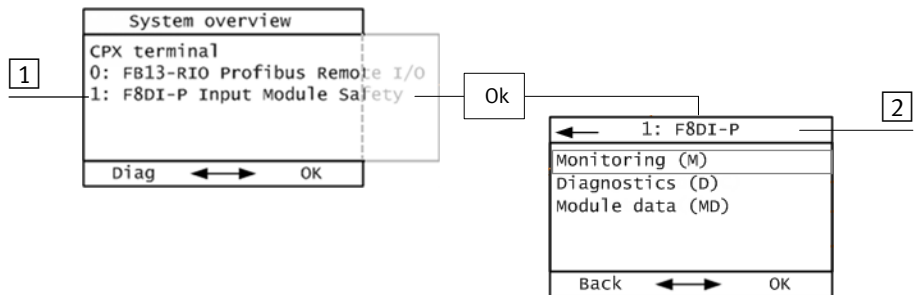 System overview
CPX terminal
0: FB13-RIO Profibus Remote I/O
1: F8DI-P Input Module Safety
Diag OK
1
Ok
2
1: F8DI-P
Monitoring (M)
Diagnostics (D)
Module data (MD)
Back OK